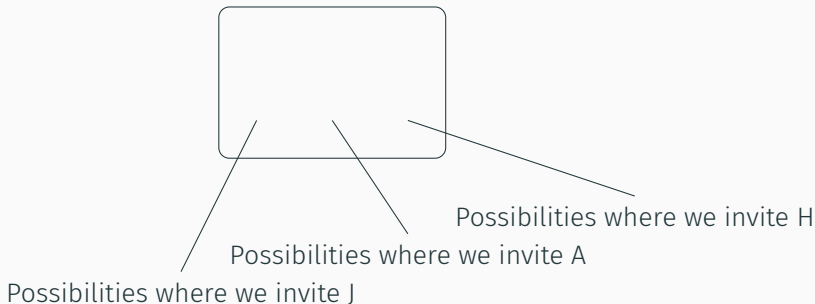 Possibilities where we invite H
Possibilities where we invite A
Possibilities where we invite J